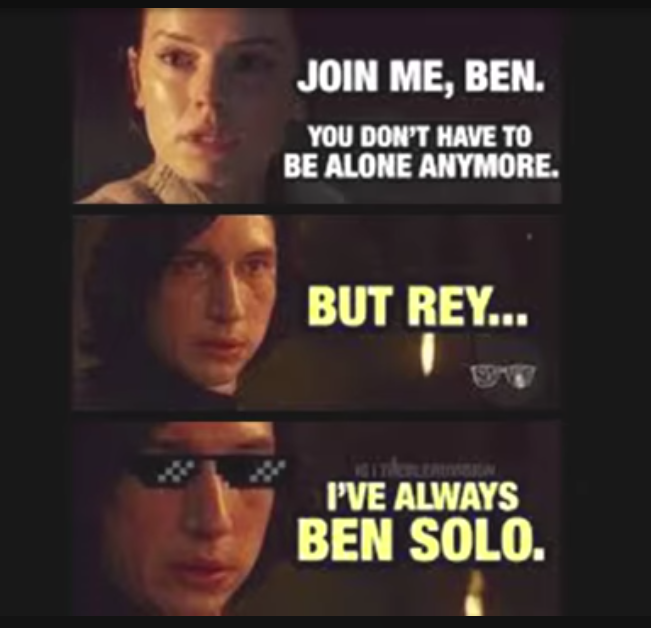 JOIN ME, BEN.
YOU DON'T HAVE TO
BE ALONE ANYMORE.
BUT REY...
I'VE ALWAYS
BEN SOLO.